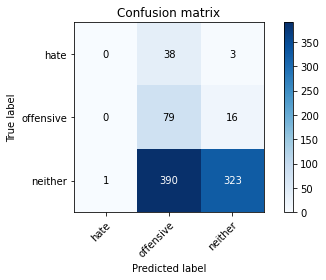 Confusion matrix
True label
hate 0 38 3
offensive 0 79 16
neither 1 390 323
hate offensive neither
Predicted label
350
300
250
200
150
100
50
0